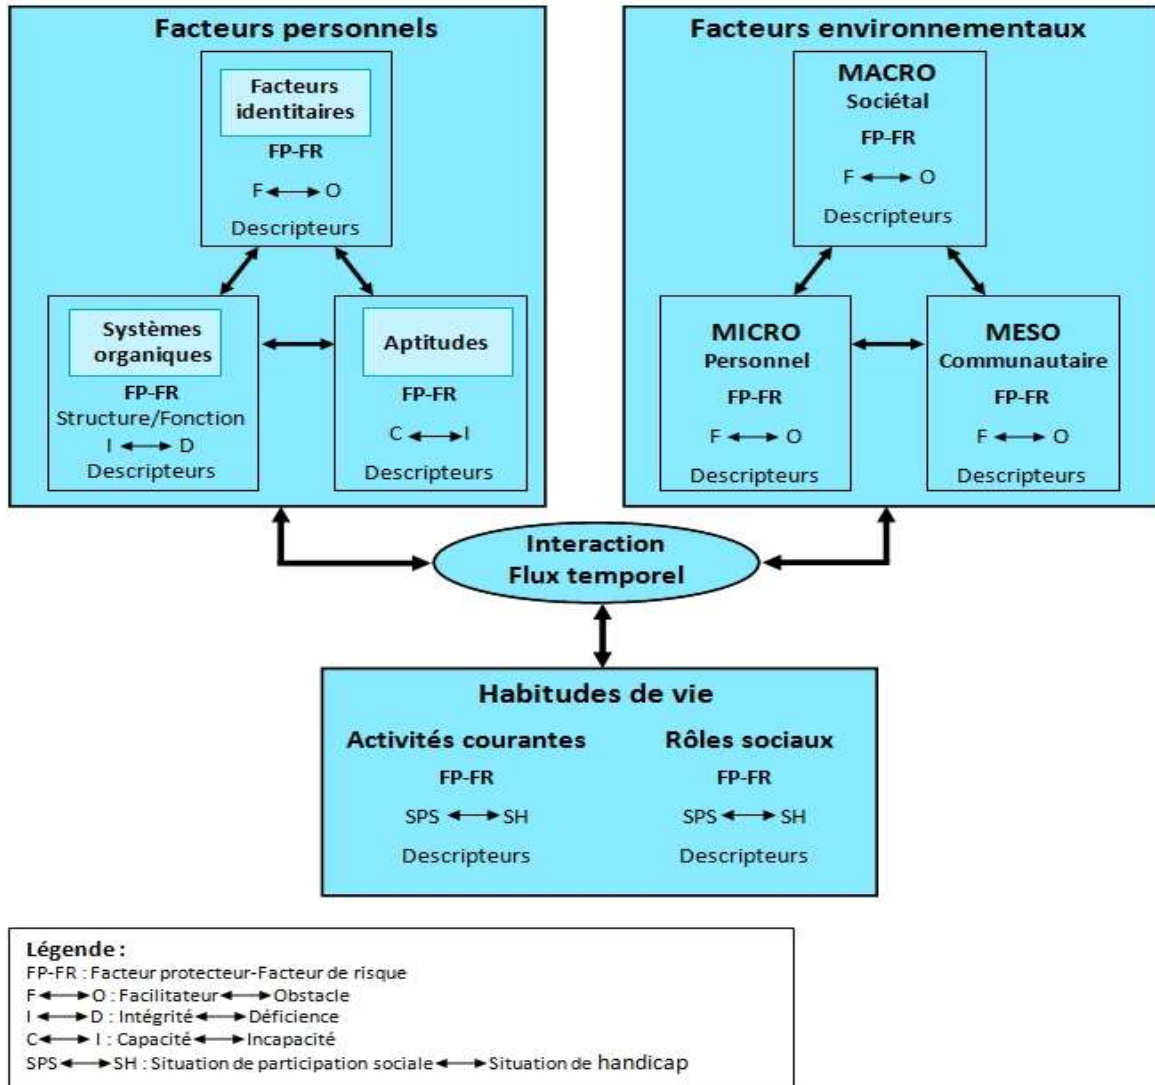 Facteurs personnels
Facteurs
identitaires
FP-FR
F ↔ O
Descripteurs
Systèmes
organiques
FP-FR
Structure/Fonction
I ↔ D
Descripteurs
Aptitudes
FP-FR
C ↔ I
Descripteurs
Facteurs environnementaux
MACRO
Sociétal
FP-FR
F ↔ O
Descripteurs
MICRO
Personnel
FP-FR
F ↔ O
Descripteurs
MESO
Communautaire
FP-FR
F ↔ O
Descripteurs
Interaction
Flux temporel
Habitudes de vie
Activités courantes
FP-FR
SPS ↔ SH
Descripteurs
Rôles sociaux
FP-FR
SPS ↔ SH
Descripteurs
Légende :
FP-FR : Facteur protecteur-Facteur de risque
F ↔ O : Facilitateur ↔ Obstacle
I ↔ D : Intégrité ↔ Déficience
C ↔ I : Capacité ↔ Incapacité
SPS ↔ SH : Situation de participation sociale ↔ Situation de handicap